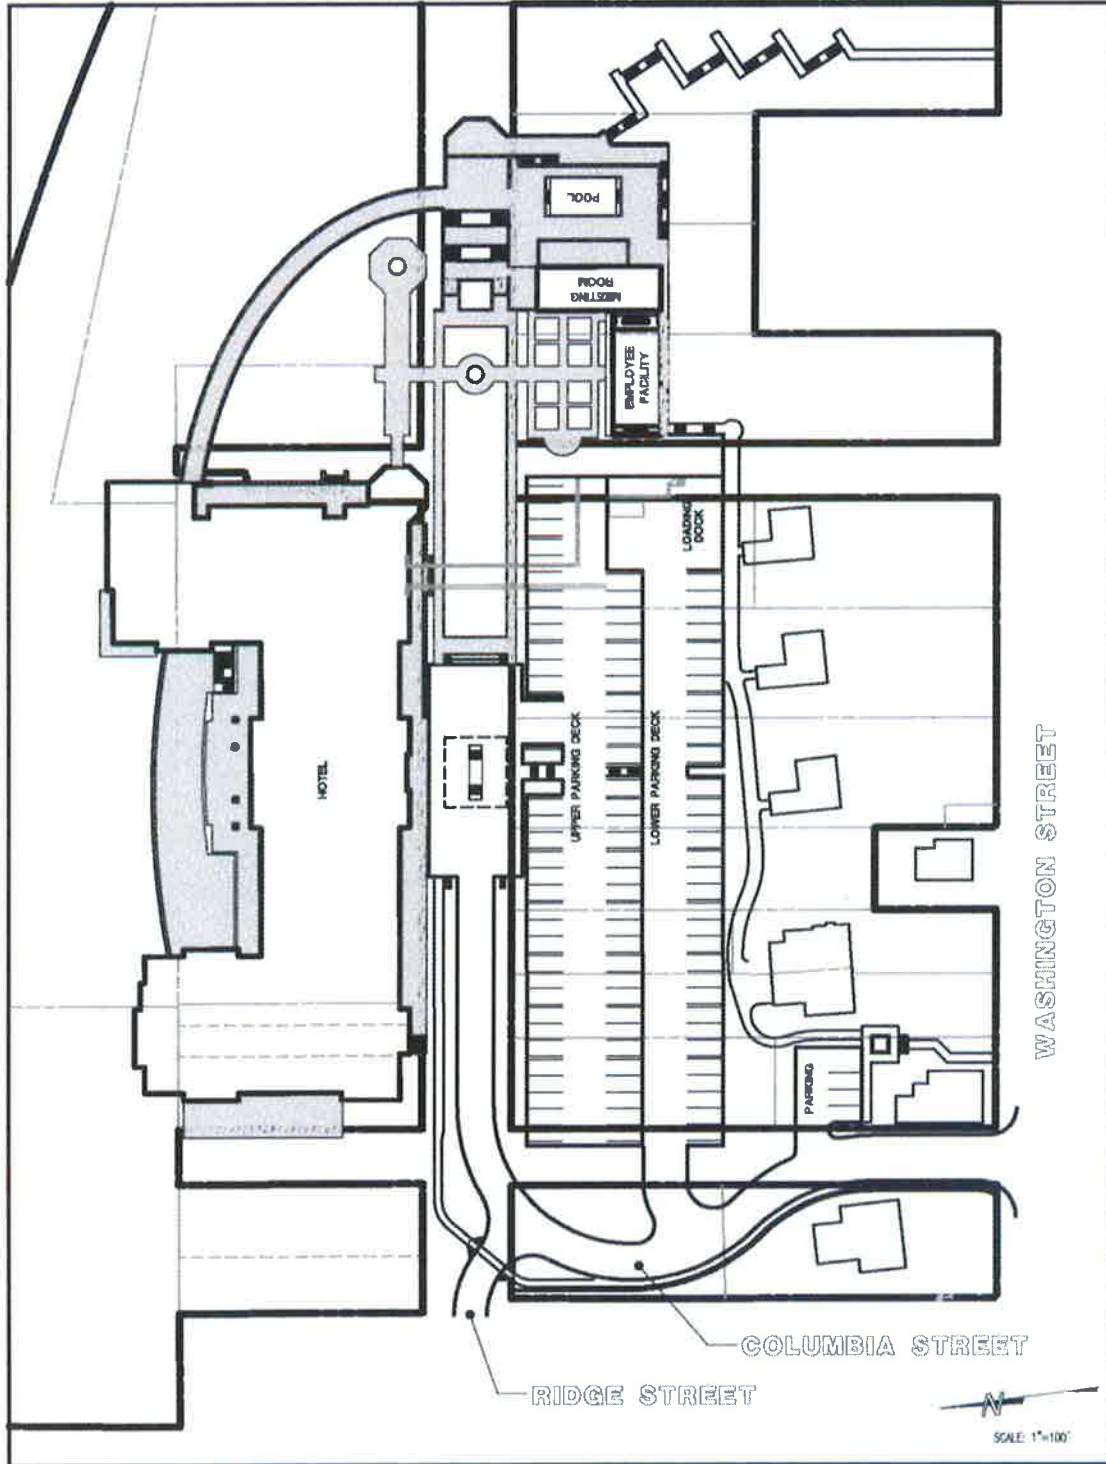 POOL
MEETING
ROOM
EMPLOYEE
FACILITY
LOADING
DOCK
HOTEL
UPPER PARKING DECK
LOWER PARKING DECK
WASHINGTON STREET
PARKING
COLUMBIA STREET
RIDGE STREET
N
SCALE: 1"=100'